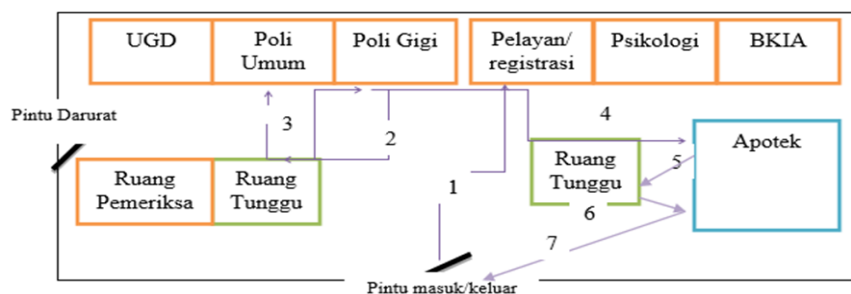 UGD
Poli
Umum
Poli Gigi
Pelayan/
registrasi
Psikologi
BKIA
Pintu Darurat
3
2
4
Apotek
Ruang
Pemeriksa
Ruang
Tunggu
1
Ruang
Tunggu
5
6
7
Pintu masuk/keluar